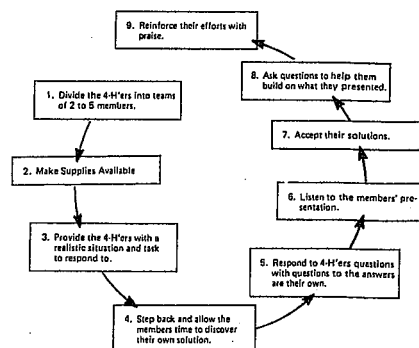 9. Reinforce their efforts with
praise.
8. Ask questions to help them
build on what they presented.
1. Divide the 4-H'ers into teams
of 2 to 5 members.
7. Accept their solutions.
2. Make Supplies Available
6. Listen to the members' pre-
sentation.
3. Provide the 4-H'ers with a
realistic situation and task
to respond to.
5. Respond to 4-H'ers questions
with questions to the answers
are their own.
4. Step back and allow the
members time to discover
their own solution.